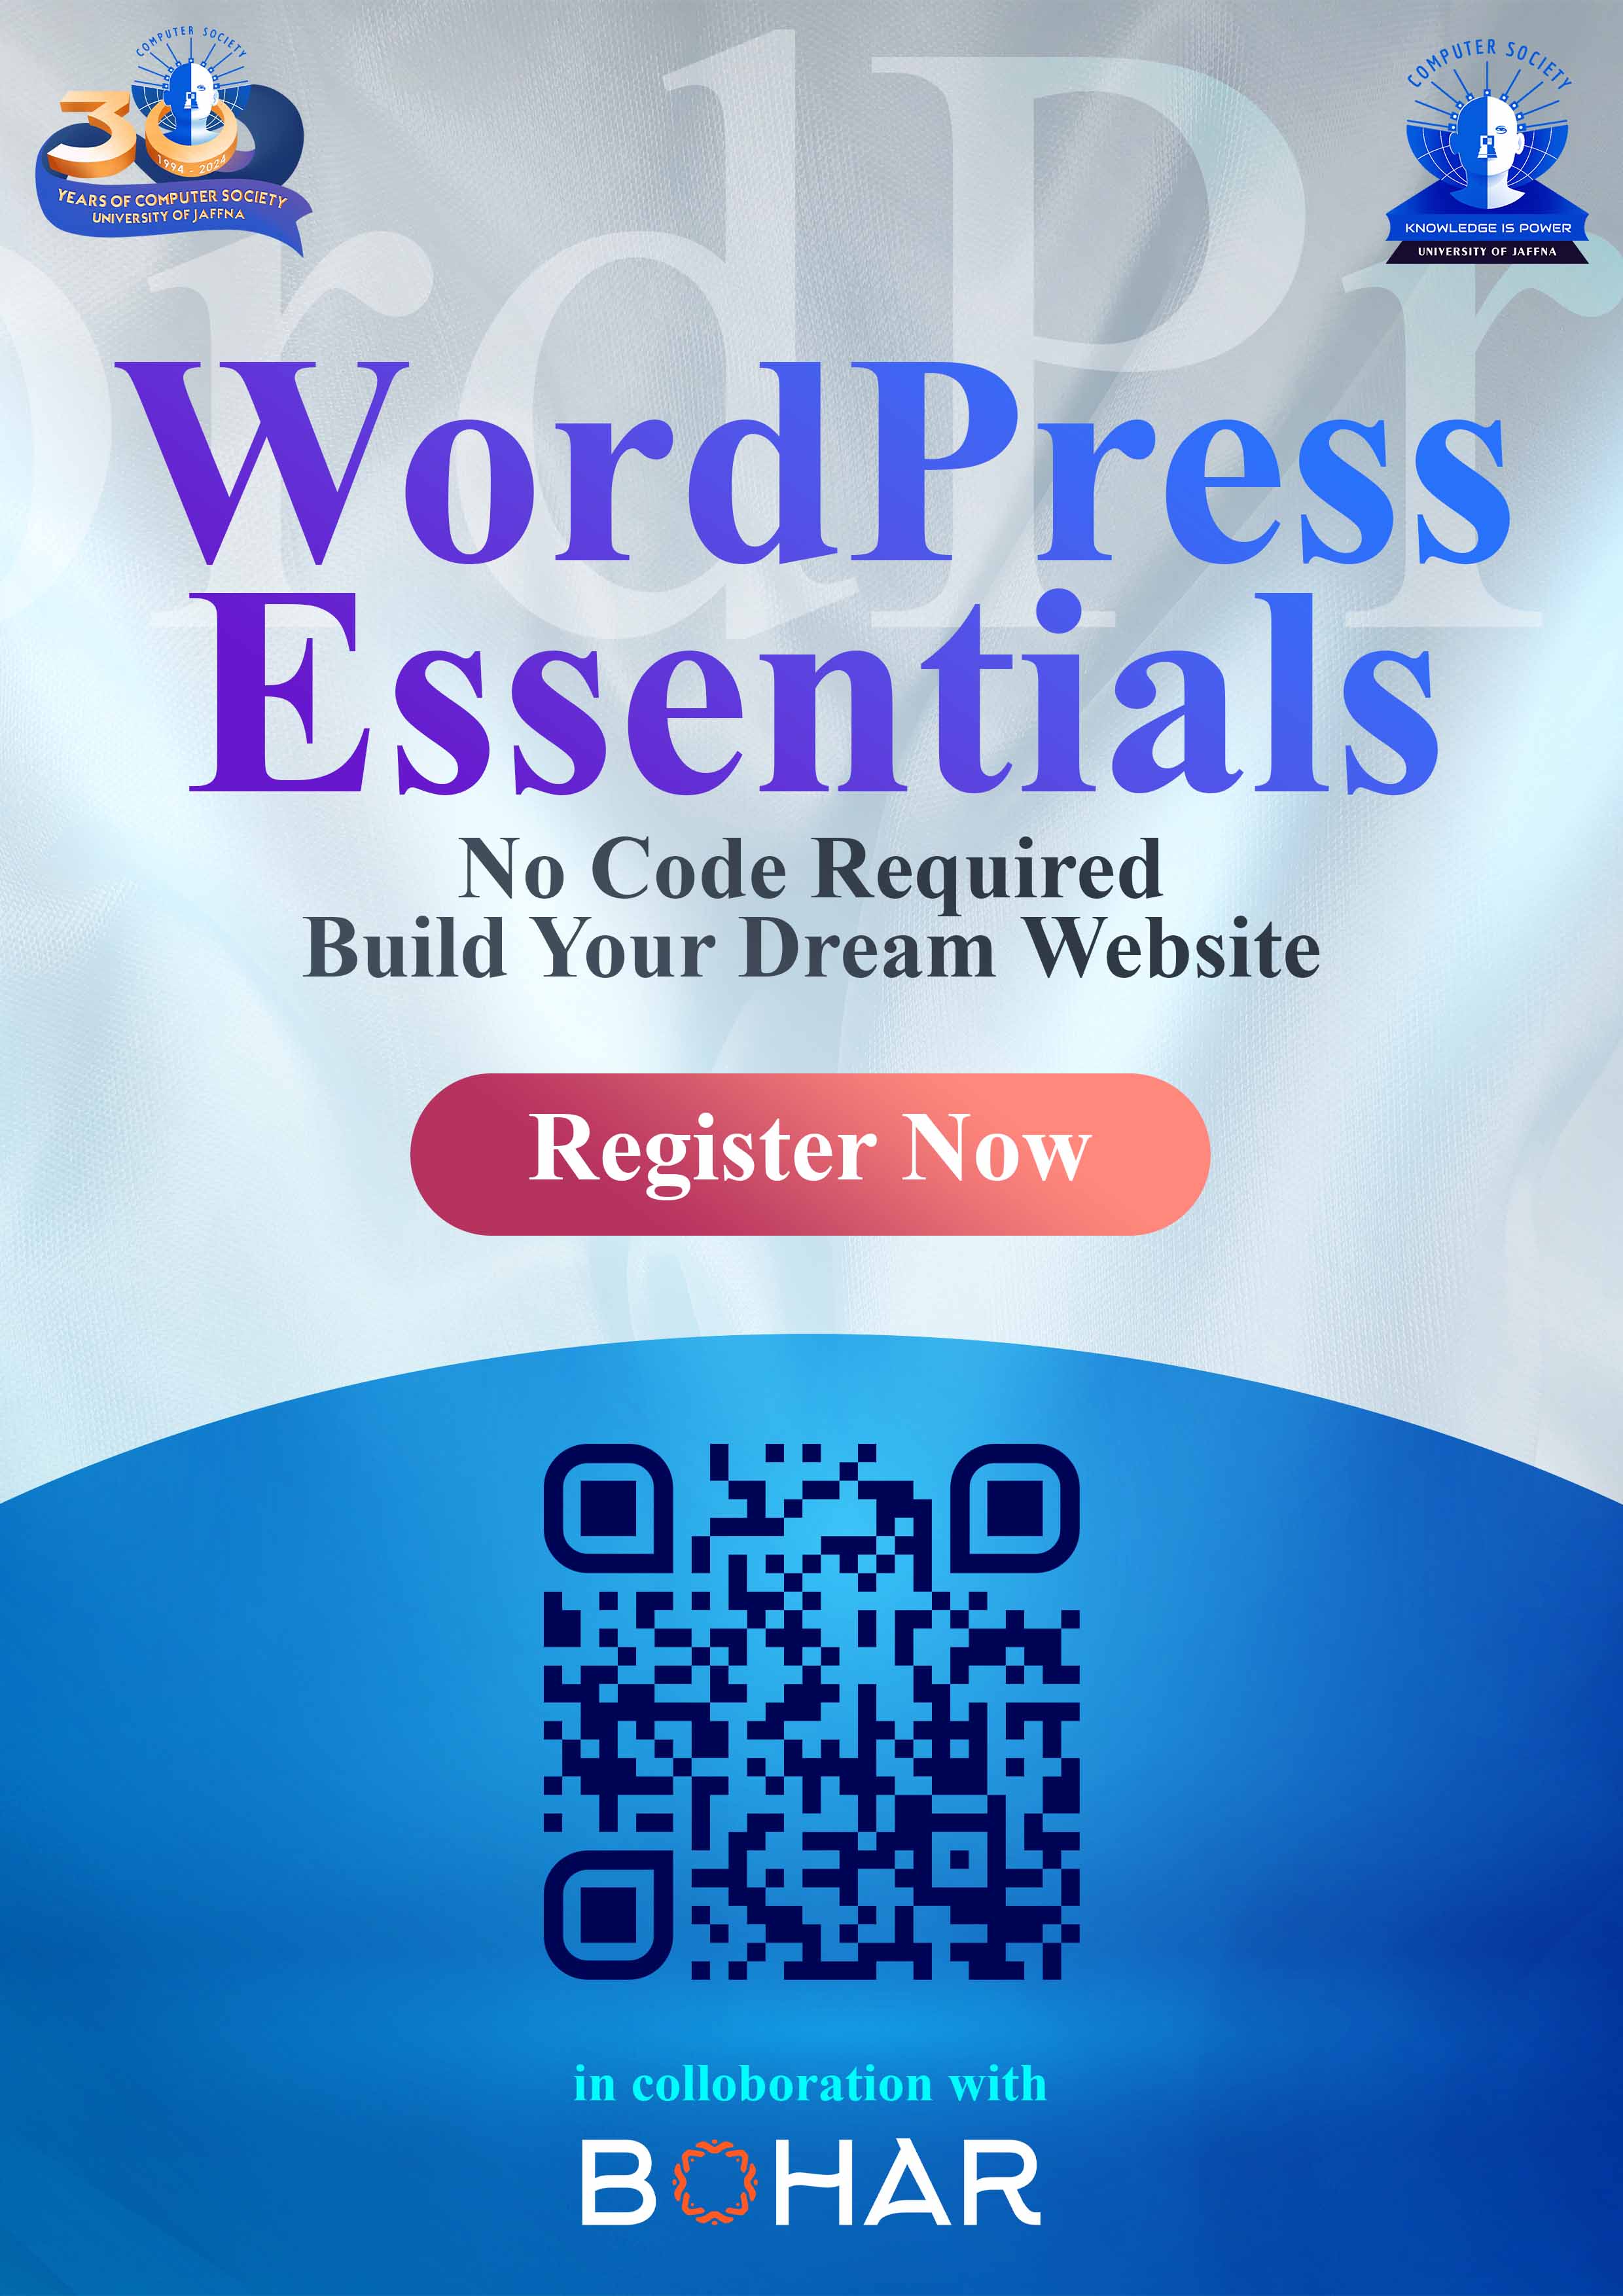 COMPUTER SOCIETY
30
1994 - 2024
YEARS OF COMPUTER SOCIETY
UNIVERSITY OF JAFFNA
COMPUTER SOCIETY
KNOWLEDGE IS POWER
UNIVERSITY OF JAFFNA
ordPr
WordPress
Essentials
No Code Required
Build Your Dream Website
Register Now
in colloboration with
BOHAR